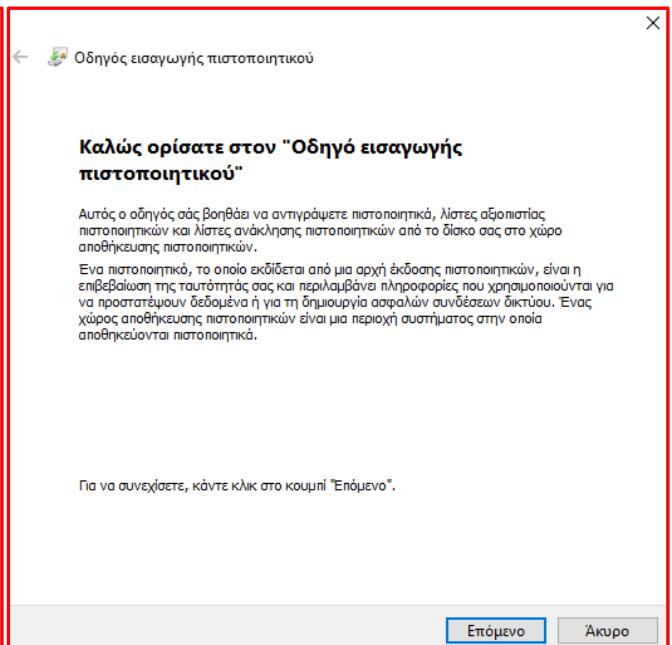 Οδηγός εισαγωγής πιστοποιητικού
Καλώς ορίσατε στον "Οδηγό εισαγωγής
πιστοποιητικού"
Αυτός ο οδηγός σάς βοηθάει να αντιγράψετε πιστοποιητικά, λίστες αξιοπιστίας
πιστοποιητικών και λίστες ανάκλησης πιστοποιητικών από το δίσκο σας στο χώρο
αποθήκευσης πιστοποιητικών.
Ένα πιστοποιητικό, το οποίο εκδίδεται από μια αρχή έκδοσης πιστοποιητικών, είναι η
επιβεβαίωση της ταυτότητάς σας και περιλαμβάνει πληροφορίες που χρησιμοποιούνται για
να προστατέψουν δεδομένα ή για τη δημιουργία ασφαλών συνδέσεων δικτύου. Ένας
χώρος αποθήκευσης πιστοποιητικών είναι μια περιοχή συστήματος στην οποία
αποθηκεύονται πιστοποιητικά.
Για να συνεχίσετε, κάντε κλικ στο κουμπί "Επόμενο".
Επόμενο Άκυρο